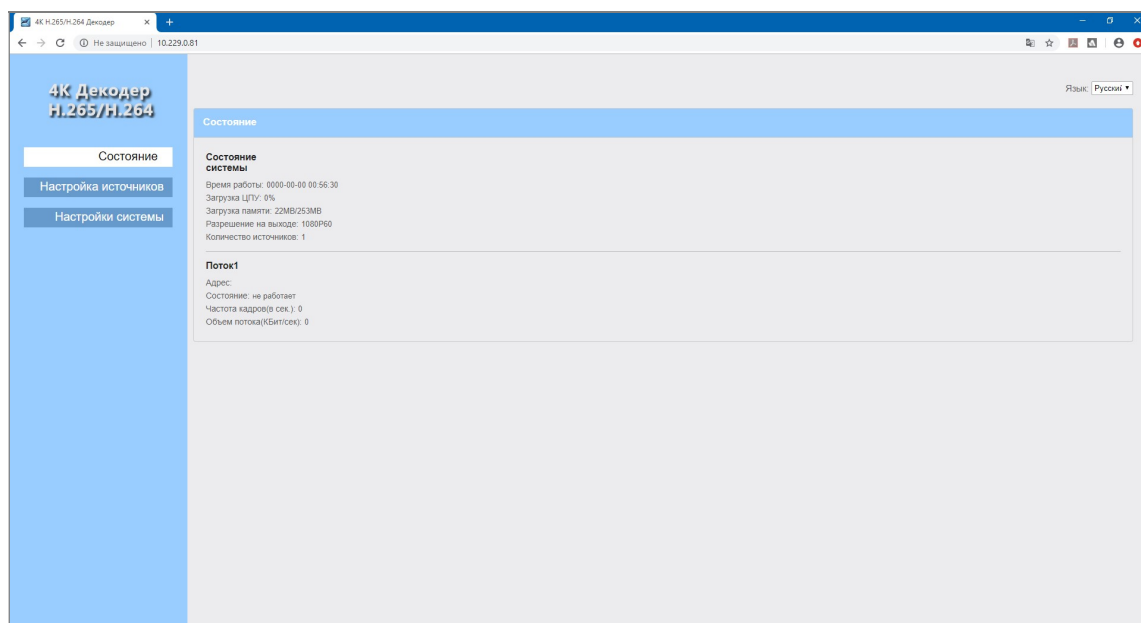 4K H.265/H.264 Декодер
Не защищено | 10.229.0.81
4К Декодер
H.265/H.264
Язык: Русский
Состояние
Состояние
Настройка источников
Настройки системы
Состояние
системы
Время работы: 0000-00-00 00:56:30
Загрузка ЦПУ: 0%
Загрузка памяти: 22MB/253MB
Разрешение на выходе: 1080P60
Количество источников: 1
Поток1
Адрес:
Состояние: не работает
Частота кадров(в сек.): 0
Объем потока(КБит/сек): 0